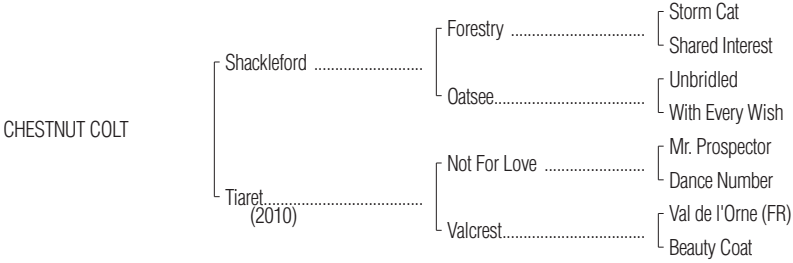 Storm Cat
Forestry ................................
Shared Interest
Shackleford ..........................
Unbridled
Oatsee....................................
With Every Wish
CHESTNUT COLT
Mr. Prospector
Not For Love ........................
Dance Number
Tiaret......................................
(2010)
Val de l'Orne (FR)
Valcrest..................................
Beauty Coat